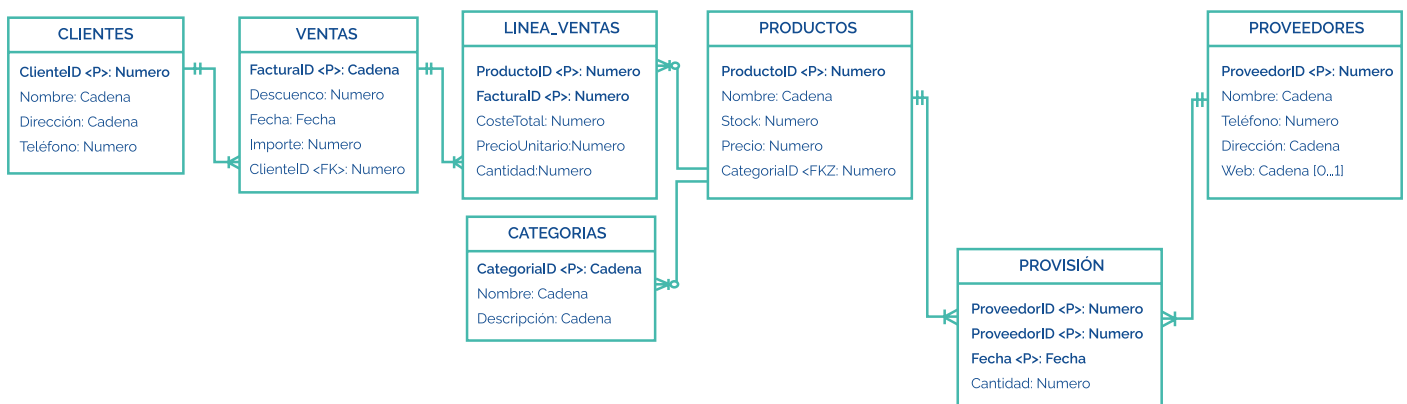 CLIENTES
ClienteID <P>: Numero
Nombre: Cadena
Dirección: Cadena
Teléfono: Numero
VENTAS
FacturaID <P>: Cadena
Descuenco: Numero
Fecha: Fecha
Importe: Numero
ClienteID <FK>: Numero
LINEA_VENTAS
ProductoID <P>: Numero
FacturaID <P>: Numero
CosteTotal: Numero
PrecioUnitario:Numero
Cantidad:Numero
PRODUCTOS
ProductoID <P>: Numero
Nombre: Cadena
Stock: Numero
Precio: Numero
CategoriaID <FKZ: Numero
PROVEEDORES
ProveedorID <P>: Numero
Nombre: Cadena
Teléfono: Numero
Dirección: Cadena
Web: Cadena [0...1]
CATEGORIAS
CategoriaID <P>: Cadena
Nombre: Cadena
Descripción: Cadena
PROVISIÓN
ProveedorID <P>: Numero
ProveedorID <P>: Numero
Fecha <P>: Fecha
Cantidad: Numero